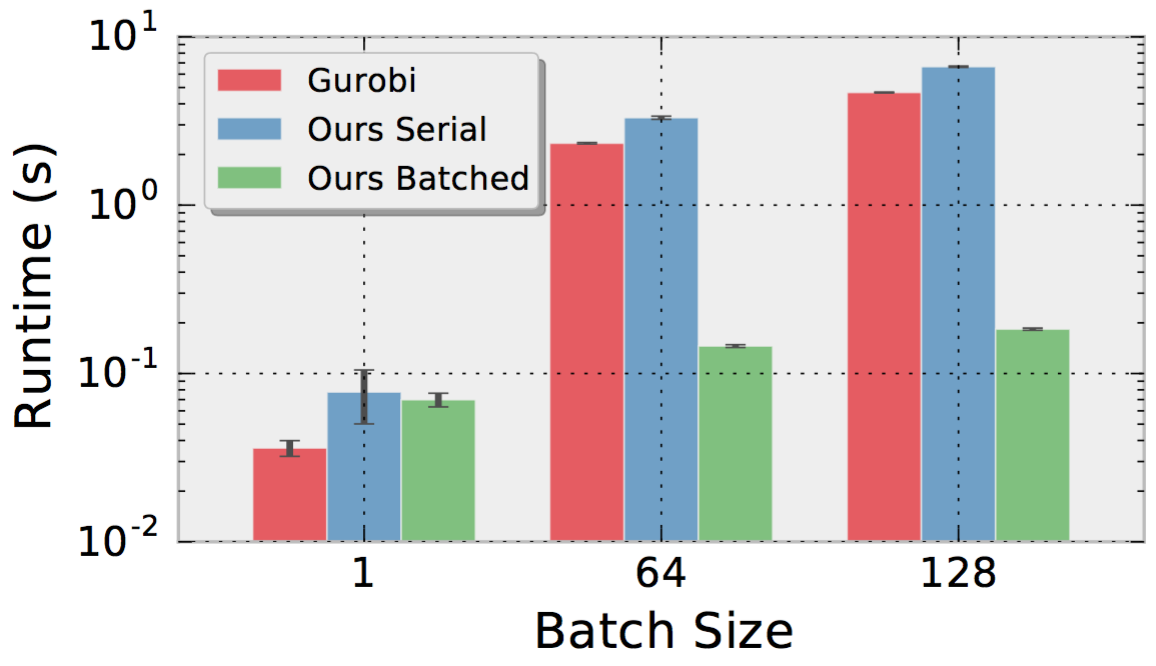 10^1
10^0
10^-1
10^-2
Runtime (s)
Gurobi
Ours Serial
Ours Batched
1 64 128
Batch Size